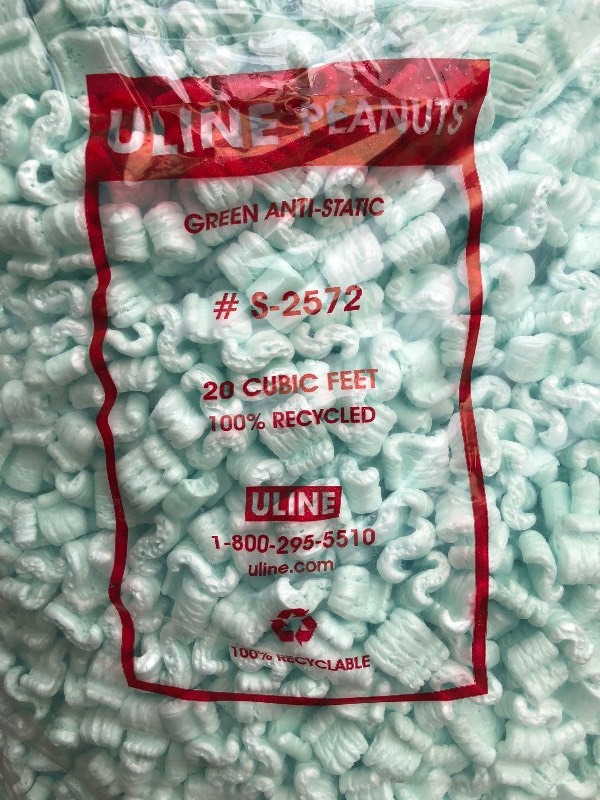 ULINE PEANUTS
GREEN ANTI-STATIC
# S-2572
20 CUBIC FEET
100% RECYCLED
ULINE
1-800-295-5510
uline.com
100% RECYCLABLE